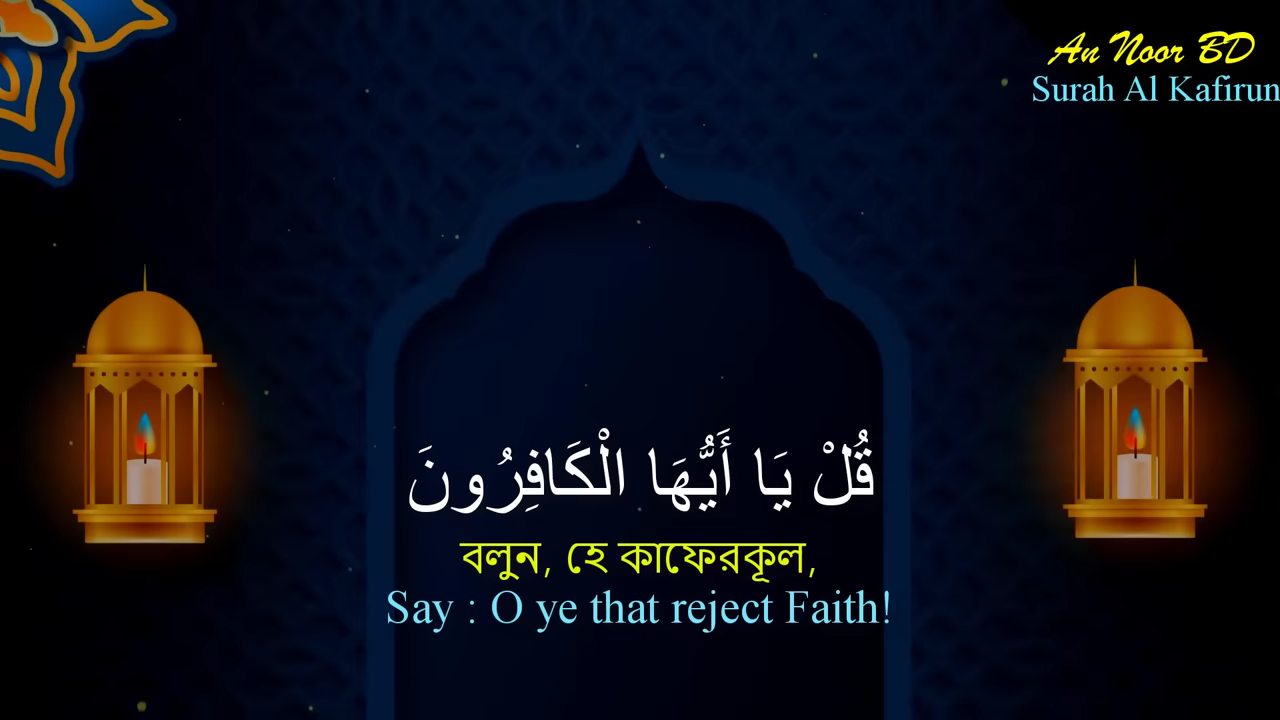 An Noor BD
Surah Al Kafirun
قُلْ يَا أَيُّهَا الْكَافِرُونَ
বলুন, হে কাফেরকূল,
Say : O ye that reject Faith!